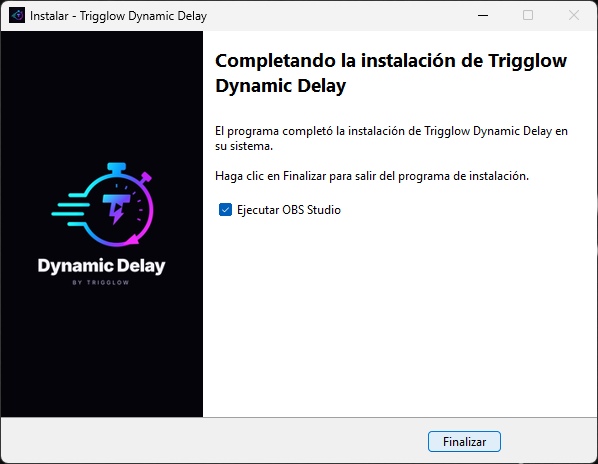 Instalar - Trigglow Dynamic Delay
Completando la instalación de Trigglow
Dynamic Delay
El programa completó la instalación de Trigglow Dynamic Delay en
su sistema.
Haga clic en Finalizar para salir del programa de instalación.
Ejecutar OBS Studio
T
Dynamic Delay
BY TRIGGLOW
Finalizar